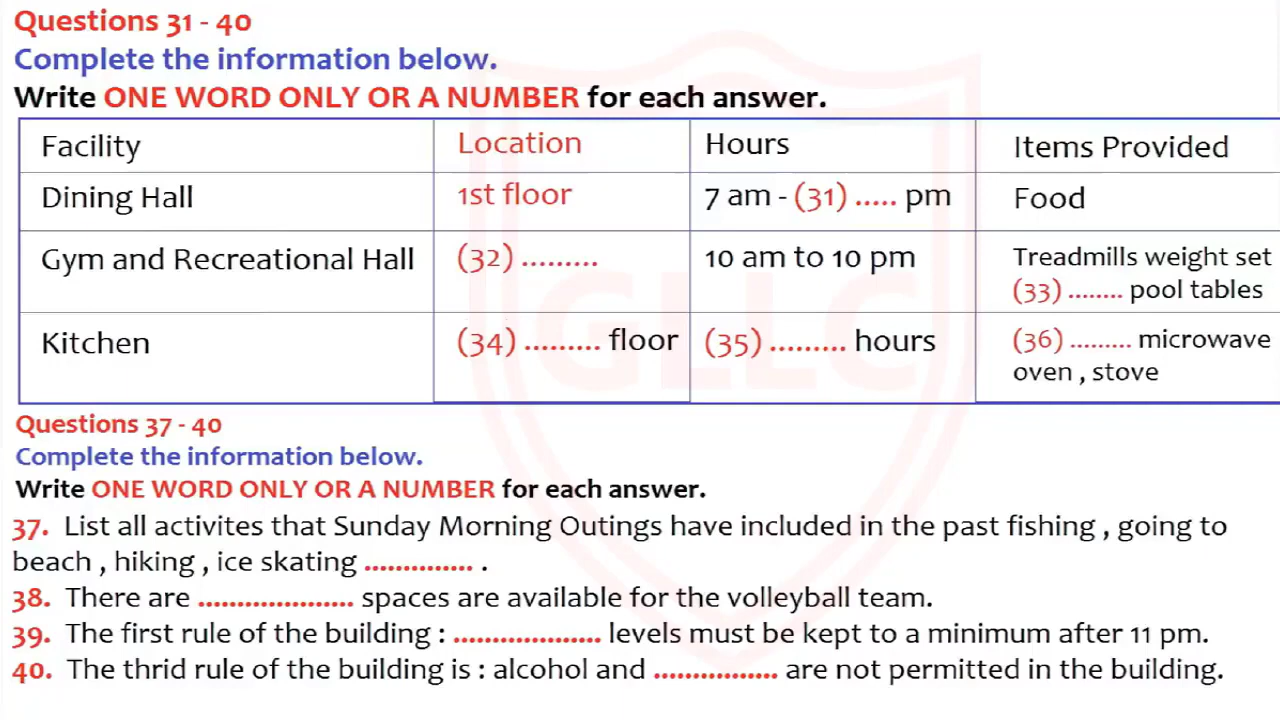 Questions 31 - 40
Complete the information below.
Write ONE WORD ONLY OR A NUMBER for each answer.
Facility Location Hours Items Provided
Dining Hall 1st floor 7 am - (31) ..... pm Food
Gym and Recreational Hall (32) ......... 10 am to 10 pm Treadmills weight set
(33) ........ pool tables
Kitchen (34) ......... floor (35) ......... hours (36) ......... microwave
oven , stove
GLLC
Questions 37 - 40
Complete the information below.
Write ONE WORD ONLY OR A NUMBER for each answer.
37. List all activites that Sunday Morning Outings have included in the past fishing , going to
beach , hiking , ice skating .............. .
38. There are .................... spaces are available for the volleyball team.
39. The first rule of the building : ................... levels must be kept to a minimum after 11 pm.
40. The thrid rule of the building is : alcohol and ................ are not permitted in the building.